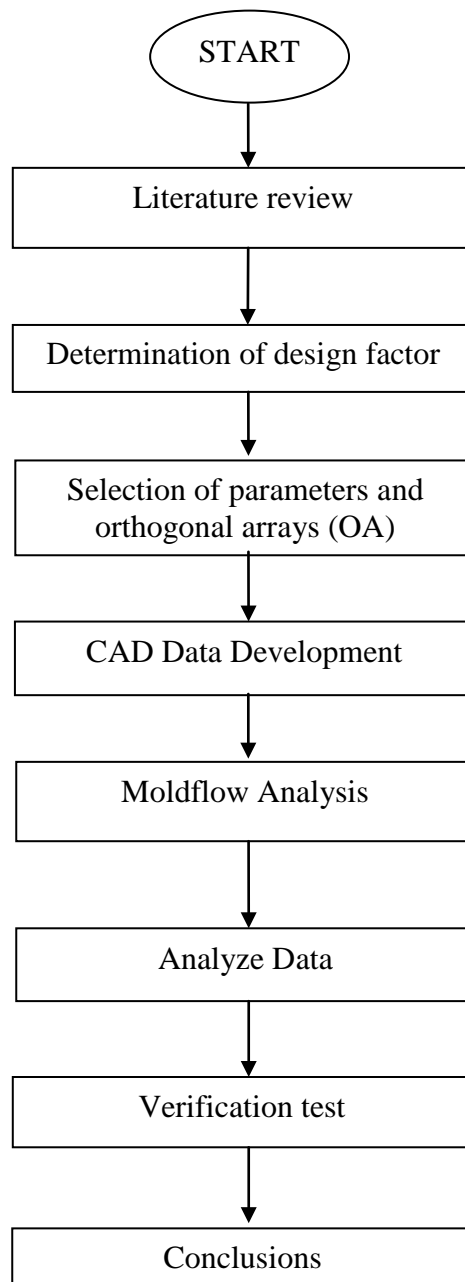 START
Literature review
Determination of design factor
Selection of parameters and
orthogonal arrays (OA)
CAD Data Development
Moldflow Analysis
Analyze Data
Verification test
Conclusions